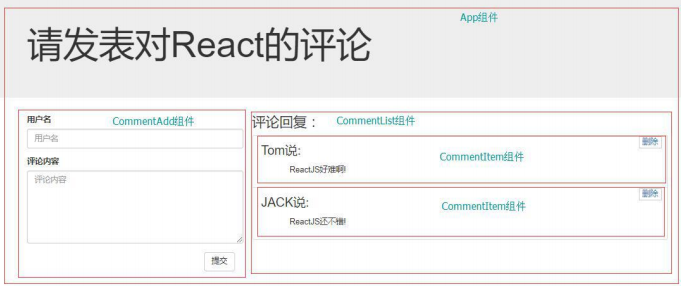 App组件
请发表对React的评论
用户名
CommentAdd组件
用户名
评论内容
评论内容
提交
评论回复：
CommentList组件
删除
Tom说:
CommentItem组件
ReactJS好难啊!
删除
JACK说:
CommentItem组件
ReactJS还不错!